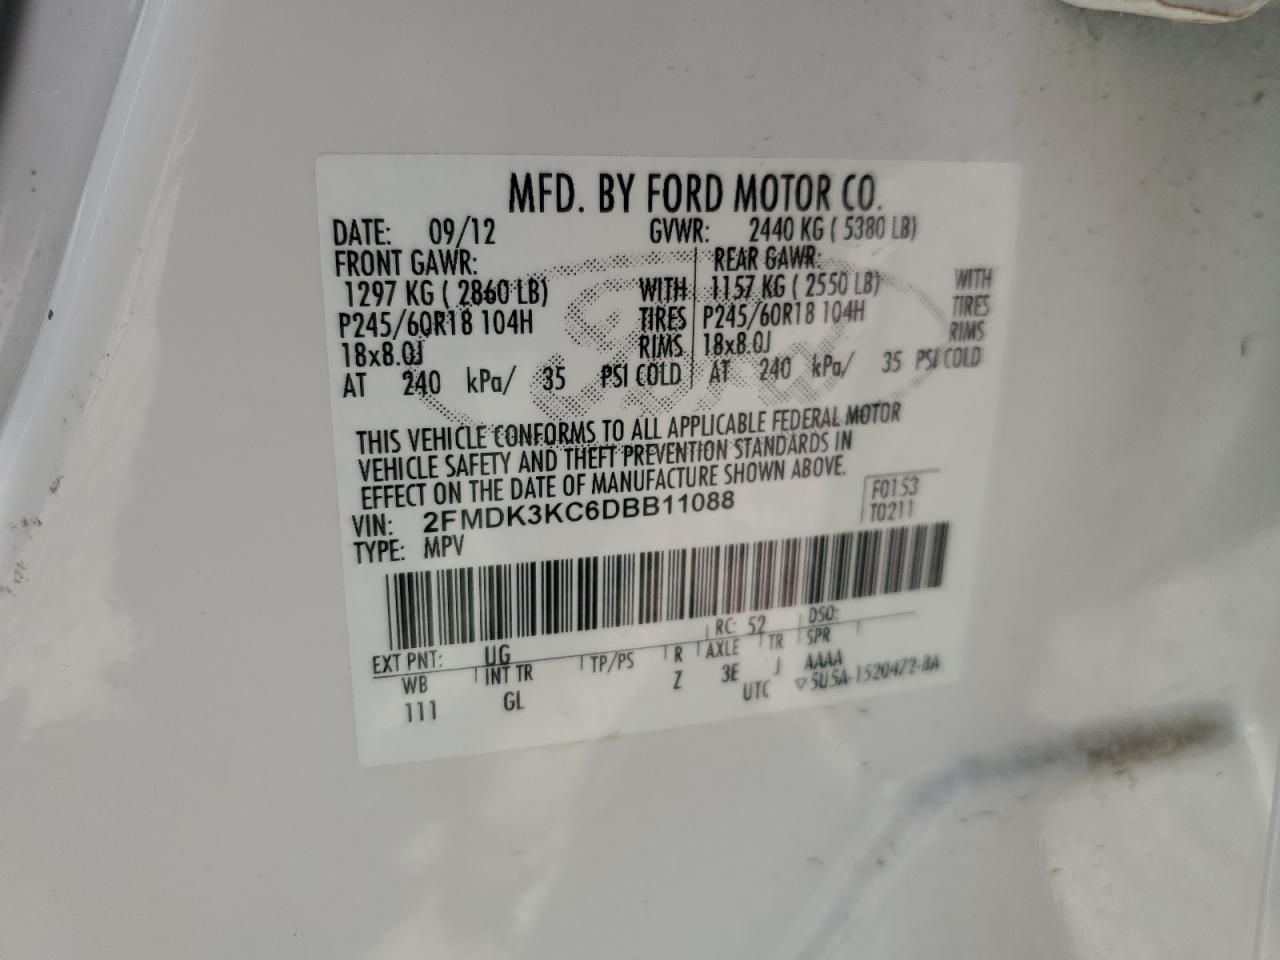 MFD. BY FORD MOTOR CO.
DATE: 09/12 GVWR: 2440 KG ( 5380 LB)
FRONT GAWR: REAR GAWR:
1297 KG ( 2860 LB) WITH 1157 KG ( 2550 LB) WITH
P245/60R18 104H TIRES P245/60R18 104H TIRES
18x8.0J RIMS 18x8.0J RIMS
AT 240 kPa/ 35 PSI COLD AT 240 kPa/ 35 PSI COLD
THIS VEHICLE CONFORMS TO ALL APPLICABLE FEDERAL MOTOR
VEHICLE SAFETY AND THEFT PREVENTION STANDARDS IN
EFFECT ON THE DATE OF MANUFACTURE SHOWN ABOVE.
VIN: 2FMDK3KC6DBB11088 F0153
TYPE: MPV T0211
EXT PNT: UG RC: 52 DSO:
WB INT TR TP/PS R AXLE TR SPR
111 GL Z 3E J AAAA
UTC ▽5U5A-1520472-BA